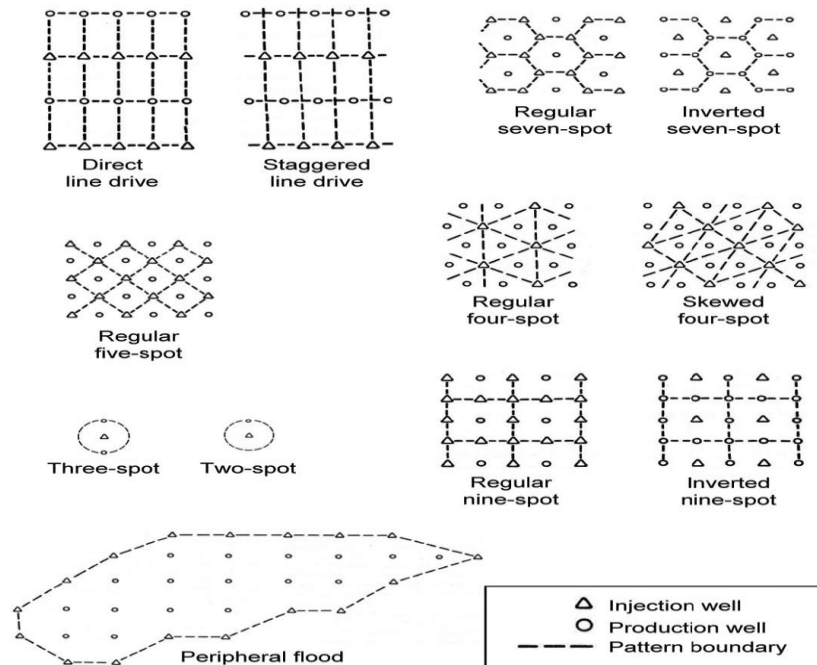 Direct
line drive
Staggered
line drive
Regular
seven-spot
Inverted
seven-spot
Regular
five-spot
Regular
four-spot
Skewed
four-spot
Three-spot
Two-spot
Regular
nine-spot
Inverted
nine-spot
Peripheral flood
Injection well
Production well
Pattern boundary